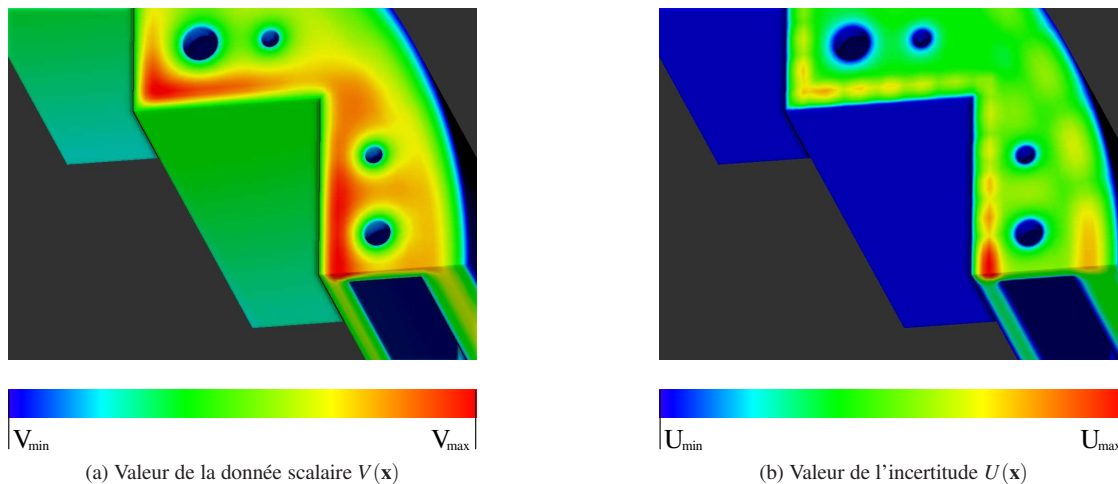 V_min V_max
U_min U_max
(a) Valeur de la donnée scalaire V(x)
(b) Valeur de l'incertitude U(x)